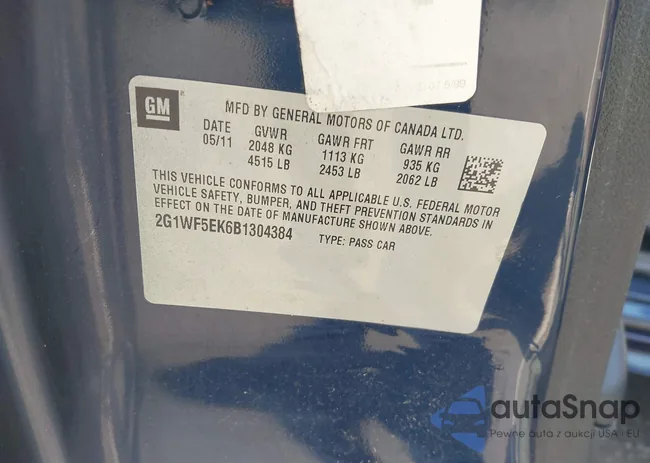 GM
MFD BY GENERAL MOTORS OF CANADA LTD.
DATE GVWR GAWR FRT GAWR RR
05/11 2048 KG 1113 KG 935 KG
4515 LB 2453 LB 2062 LB
THIS VEHICLE CONFORMS TO ALL APPLICABLE U.S. FEDERAL MOTOR
VEHICLE SAFETY, BUMPER, AND THEFT PREVENTION STANDARDS IN
EFFECT ON THE DATE OF MANUFACTURE SHOWN ABOVE.
2G1WF5EK6B1304384 TYPE: PASS CAR
autaSnap
Pewne auta z aukcji USA i EU